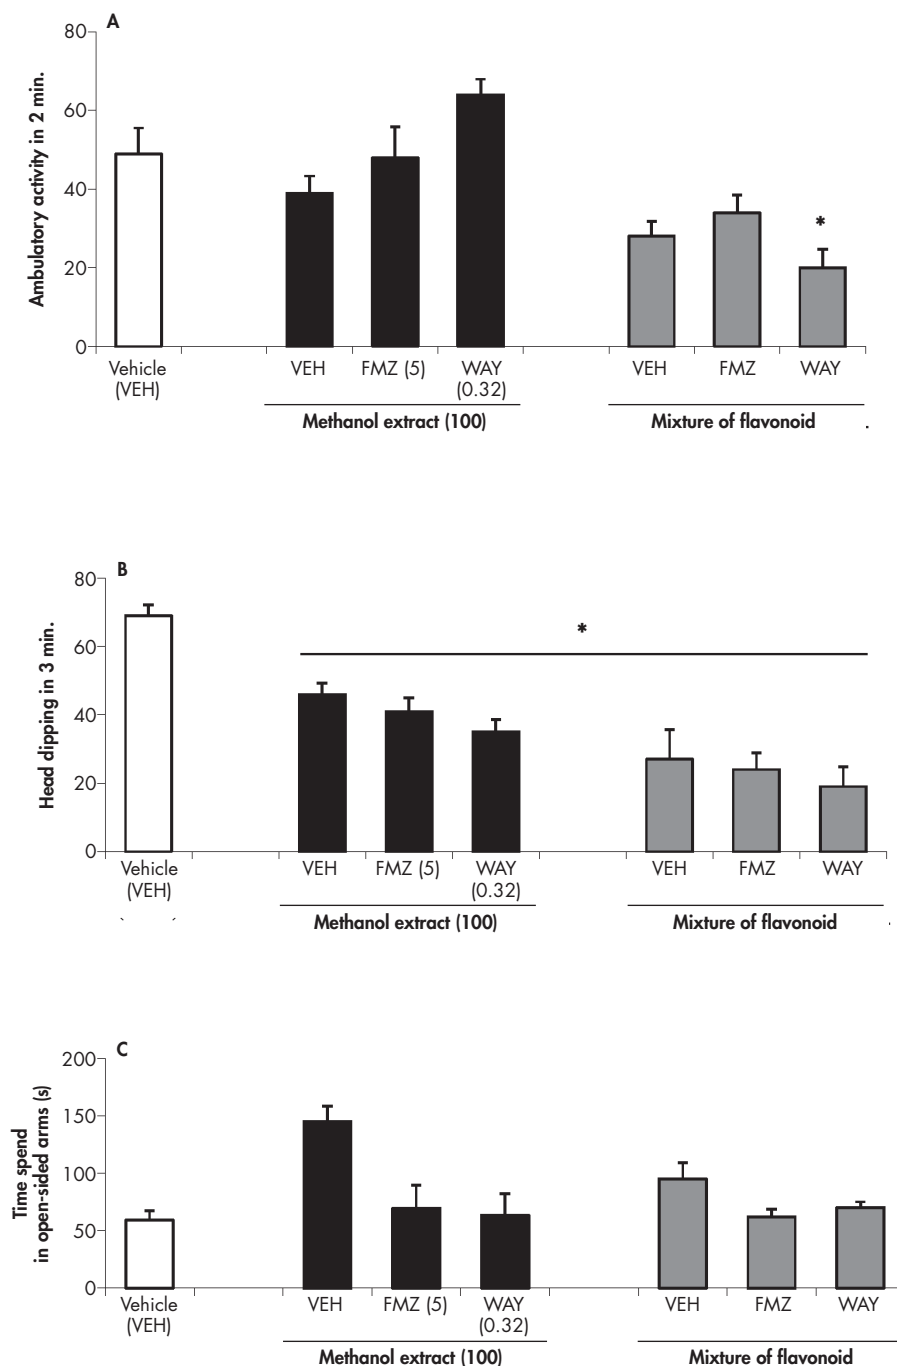 A
Ambulatory activity in 2 min.
80
60
40
20
0
*
Vehicle
(VEH)
VEH
FMZ (5)
WAY
(0.32)
VEH
FMZ
WAY
Methanol extract (100)
Mixture of flavonoid
.
B
Head dipping in 3 min.
80
60
40
20
0
*
Vehicle
(VEH)
VEH
FMZ (5)
WAY
(0.32)
VEH
FMZ
WAY
Methanol extract (100)
Mixture of flavonoid
.
C
Time spend
in open-sided arms (s)
200
150
100
50
0
Vehicle
(VEH)
VEH
FMZ (5)
WAY
(0.32)
VEH
FMZ
WAY
Methanol extract (100)
Mixture of flavonoid